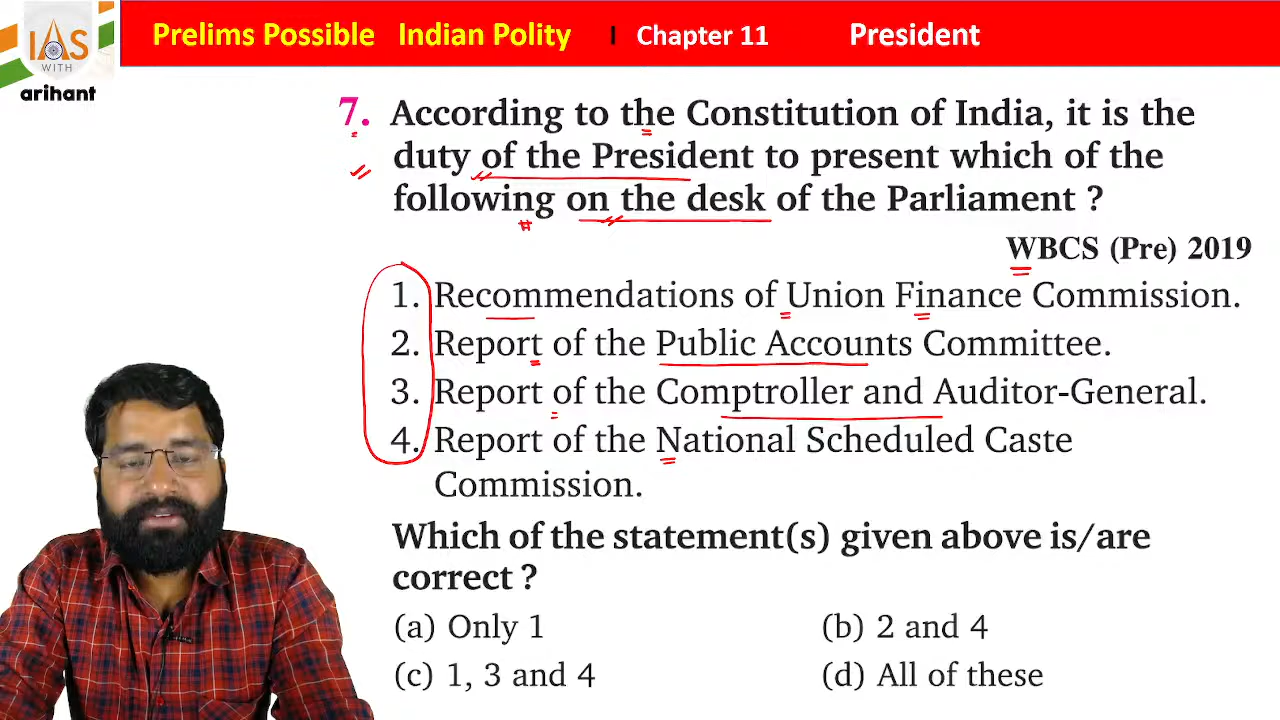 IAS
WITH
arihant
Prelims Possible Indian Polity | Chapter 11 President
7. According to the Constitution of India, it is the
duty of the President to present which of the
following on the desk of the Parliament ?
WBCS (Pre) 2019
1. Recommendations of Union Finance Commission.
2. Report of the Public Accounts Committee.
3. Report of the Comptroller and Auditor-General.
4. Report of the National Scheduled Caste
Commission.
Which of the statement(s) given above is/are
correct ?
(a) Only 1 (b) 2 and 4
(c) 1, 3 and 4 (d) All of these